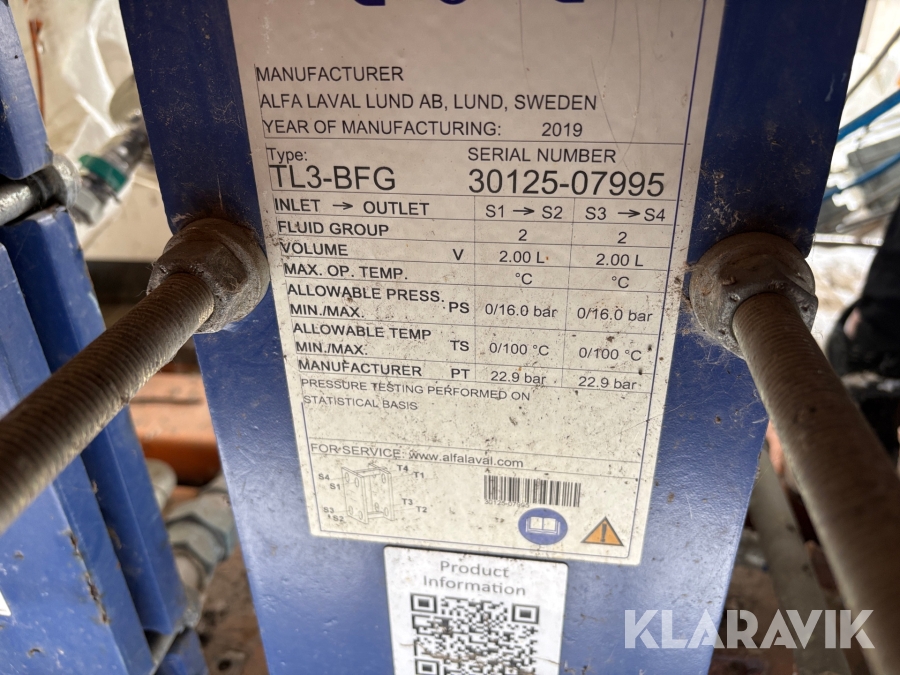 MANUFACTURER
ALFA LAVAL LUND AB, LUND, SWEDEN
YEAR OF MANUFACTURING: 2019
Type: SERIAL NUMBER
TL3-BFG 30125-07995
INLET → OUTLET S1 → S2 S3 → S4
FLUID GROUP 2 2
VOLUME V 2.00 L 2.00 L
MAX. OP. TEMP. °C °C
ALLOWABLE PRESS.
MIN./MAX. PS 0/16.0 bar 0/16.0 bar
ALLOWABLE TEMP
MIN./MAX: TS 0/100 °C 0/100 °C
MANUFACTURER PT 22.9 bar 22.9 bar
PRESSURE TESTING PERFORMED ON
STATISTICAL BASIS
FOR SERVICE: www.alfalaval.com
S4 T4 T1
S1
S3 T3
S2 T2
30125-07995
Product
Information
KLARAVIK